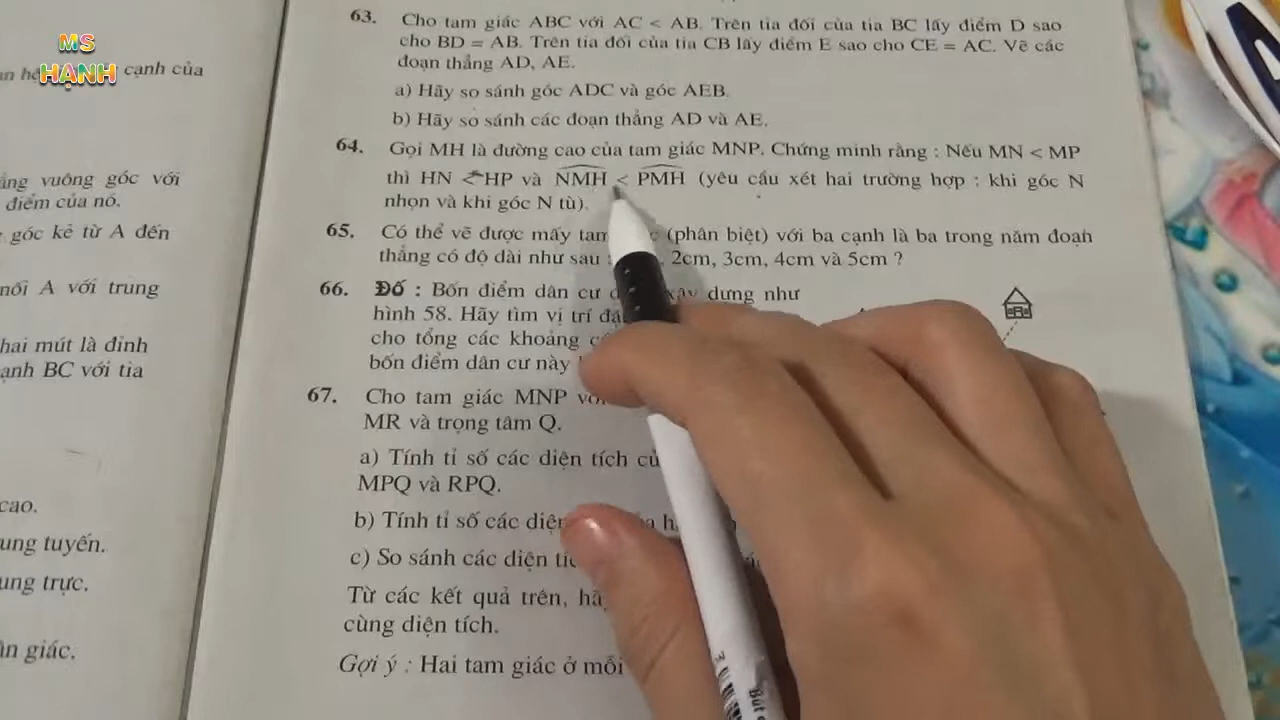 MS
HẠNH
cạnh của
ẳng vuông góc với
điểm của nó.
góc kẻ từ A đến
nối A với trung
hai mút là đỉnh
ạnh BC với tia
cao.
ung tuyến.
ung trực.
ân giác.
63. Cho tam giác ABC với AC < AB. Trên tia đối của tia BC lấy điểm D sao
cho BD = AB. Trên tia đối của tia CB lấy điểm E sao cho CE = AC. Vẽ các
đoạn thẳng AD, AE.
a) Hãy so sánh góc ADC và góc AEB.
b) Hãy so sánh các đoạn thẳng AD và AE.
64. Gọi MH là đường cao của tam giác MNP. Chứng minh rằng : Nếu MN < MP
thì HN < HP và NMH < PMH (yêu cầu xét hai trường hợp : khi góc N
nhọn và khi góc N tù).
65. Có thể vẽ được mấy tam (phân biệt) với ba cạnh là ba trong năm đoạn
thẳng có độ dài như sau : 2cm, 3cm, 4cm và 5cm ?
66. Đố : Bốn điểm dân cư xây dựng như
hình 58. Hãy tìm vị trí
cho tổng các khoảng
bốn điểm dân cư này
67. Cho tam giác MNP
MR và trọng tâm Q.
a) Tính tỉ số các diện tích
MPQ và RPQ.
b) Tính tỉ số các
c) So sánh các diện
Từ các kết quả trên,
cùng diện tích.
Gợi ý : Hai tam giác ở mỗi